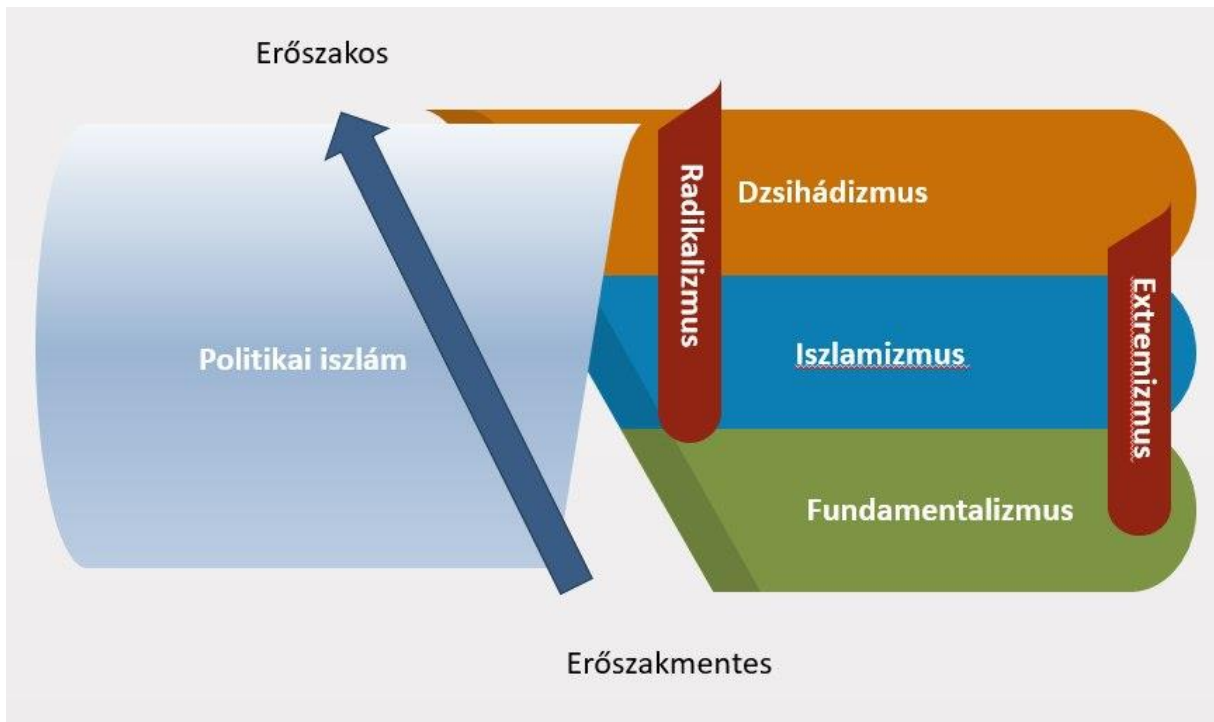 Erőszakos
Radikalizmus
Dzsihádizmus
Politikai iszlám
Iszlamizmus
Extremizmus
Fundamentalizmus
Erőszakmentes